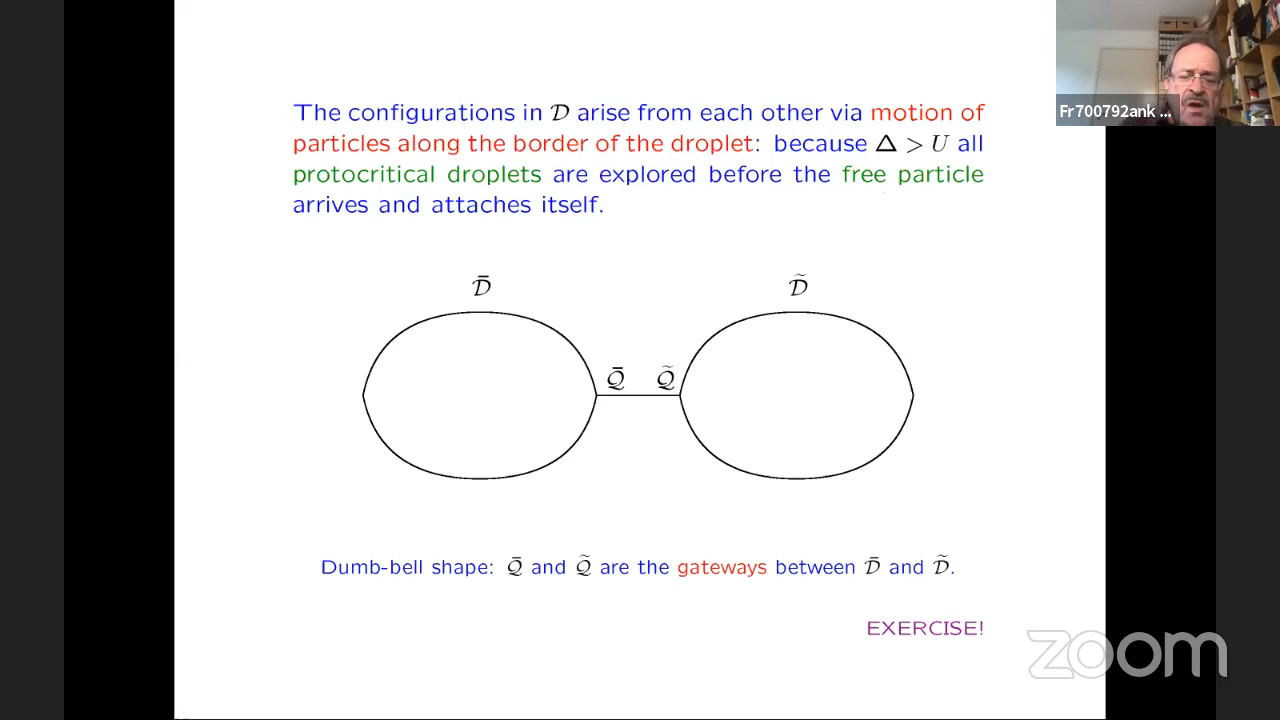 The configurations in 𝒟 arise from each other via motion of
particles along the border of the droplet: because Δ > U all
protocritical droplets are explored before the free particle
arrives and attaches itself.
Fr700792ank ...
𝒟̄ 𝒟̃
𝒬̄ 𝒬̃
Dumb-bell shape: 𝒬̄ and 𝒬̃ are the gateways between 𝒟̄ and 𝒟̃.
EXERCISE!
zoom